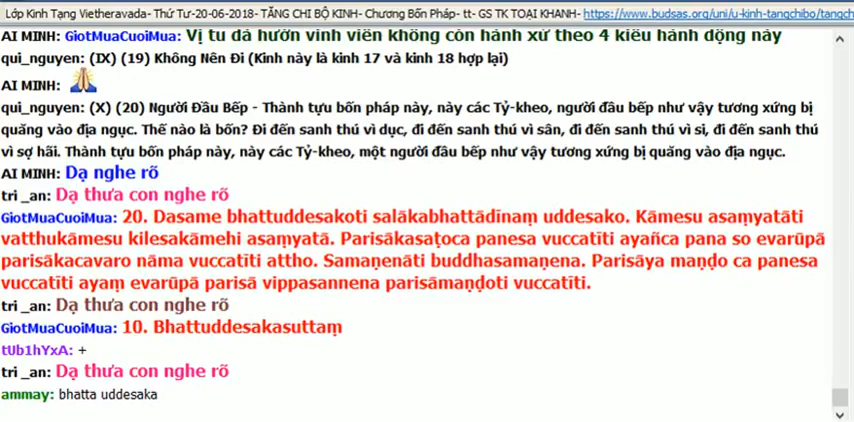 Lớp Kinh Tạng Vietheravada- Thứ Tư-20-06-2018- TĂNG CHI BỘ KINH- Chương Bốn Pháp- tt- GS TK TOẠI KHANH- https://www.budsas.org/uni/u-kinh-tangchibo/tangch
AI MINH: GiotMuaCuoiMua: Vị tu đà hườn vĩnh viễn không còn hành xử theo 4 kiểu hành động này
qui_nguyen: (IX) (19) Không Nên Đi (Kinh này là kinh 17 và kinh 18 hợp lại)
AI MINH:
qui_nguyen: (X) (20) Người Đầu Bếp - Thành tựu bốn pháp này, này các Tỷ-kheo, người đầu bếp như vậy tương xứng bị
quăng vào địa ngục. Thế nào là bốn? Đi đến sanh thú vì dục, đi đến sanh thú vì sân, đi đến sanh thú vì si, đi đến sanh thú
vì sợ hãi. Thành tựu bốn pháp này, này các Tỷ-kheo, một người đầu bếp như vậy tương xứng bị quăng vào địa ngục.
AI MINH: Dạ nghe rõ
tri _an: Dạ thưa con nghe rõ
GiotMuaCuoiMua: 20. Dasame bhattuddesakoti salākabhattādīnaṃ uddesako. Kāmesu asaṃyatāti
vatthukāmesu kilesakāmehi asaṃyatā. Parisākasaṭoca panesa vuccatīti ayañca pana so evarūpā
parisākacavaro nāma vuccatīti attho. Samaṇenāti buddhasamaṇena. Parisāya maṇḍo ca panesa
vuccatīti ayaṃ evarūpā parisā vippasannena parisāmaṇḍoti vuccatīti.
tri _an: Dạ thưa con nghe rõ
GiotMuaCuoiMua: 10. Bhattuddesakasuttaṃ
tUb1hYxA: +
tri _an: Dạ thưa con nghe rõ
ammay: bhatta uddesaka